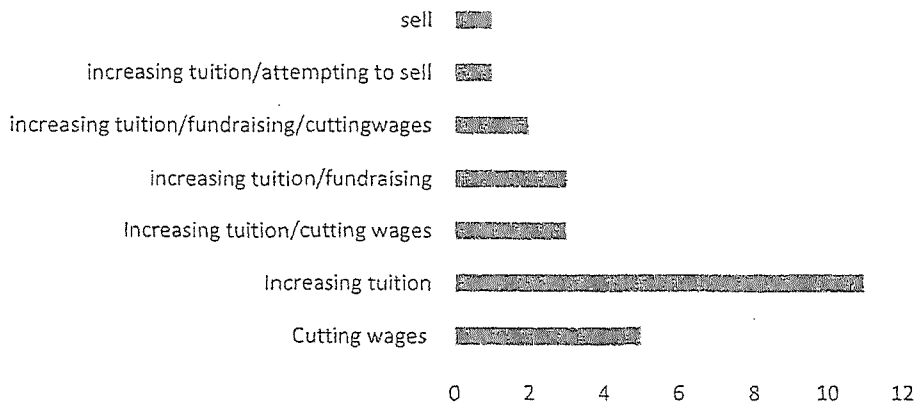 sell
increasing tuition/attempting to sell
increasing tuition/fundraising/cuttingwages
increasing tuition/fundraising
Increasing tuition/cutting wages
Increasing tuition
Cutting wages
0 2 4 6 8 10 12